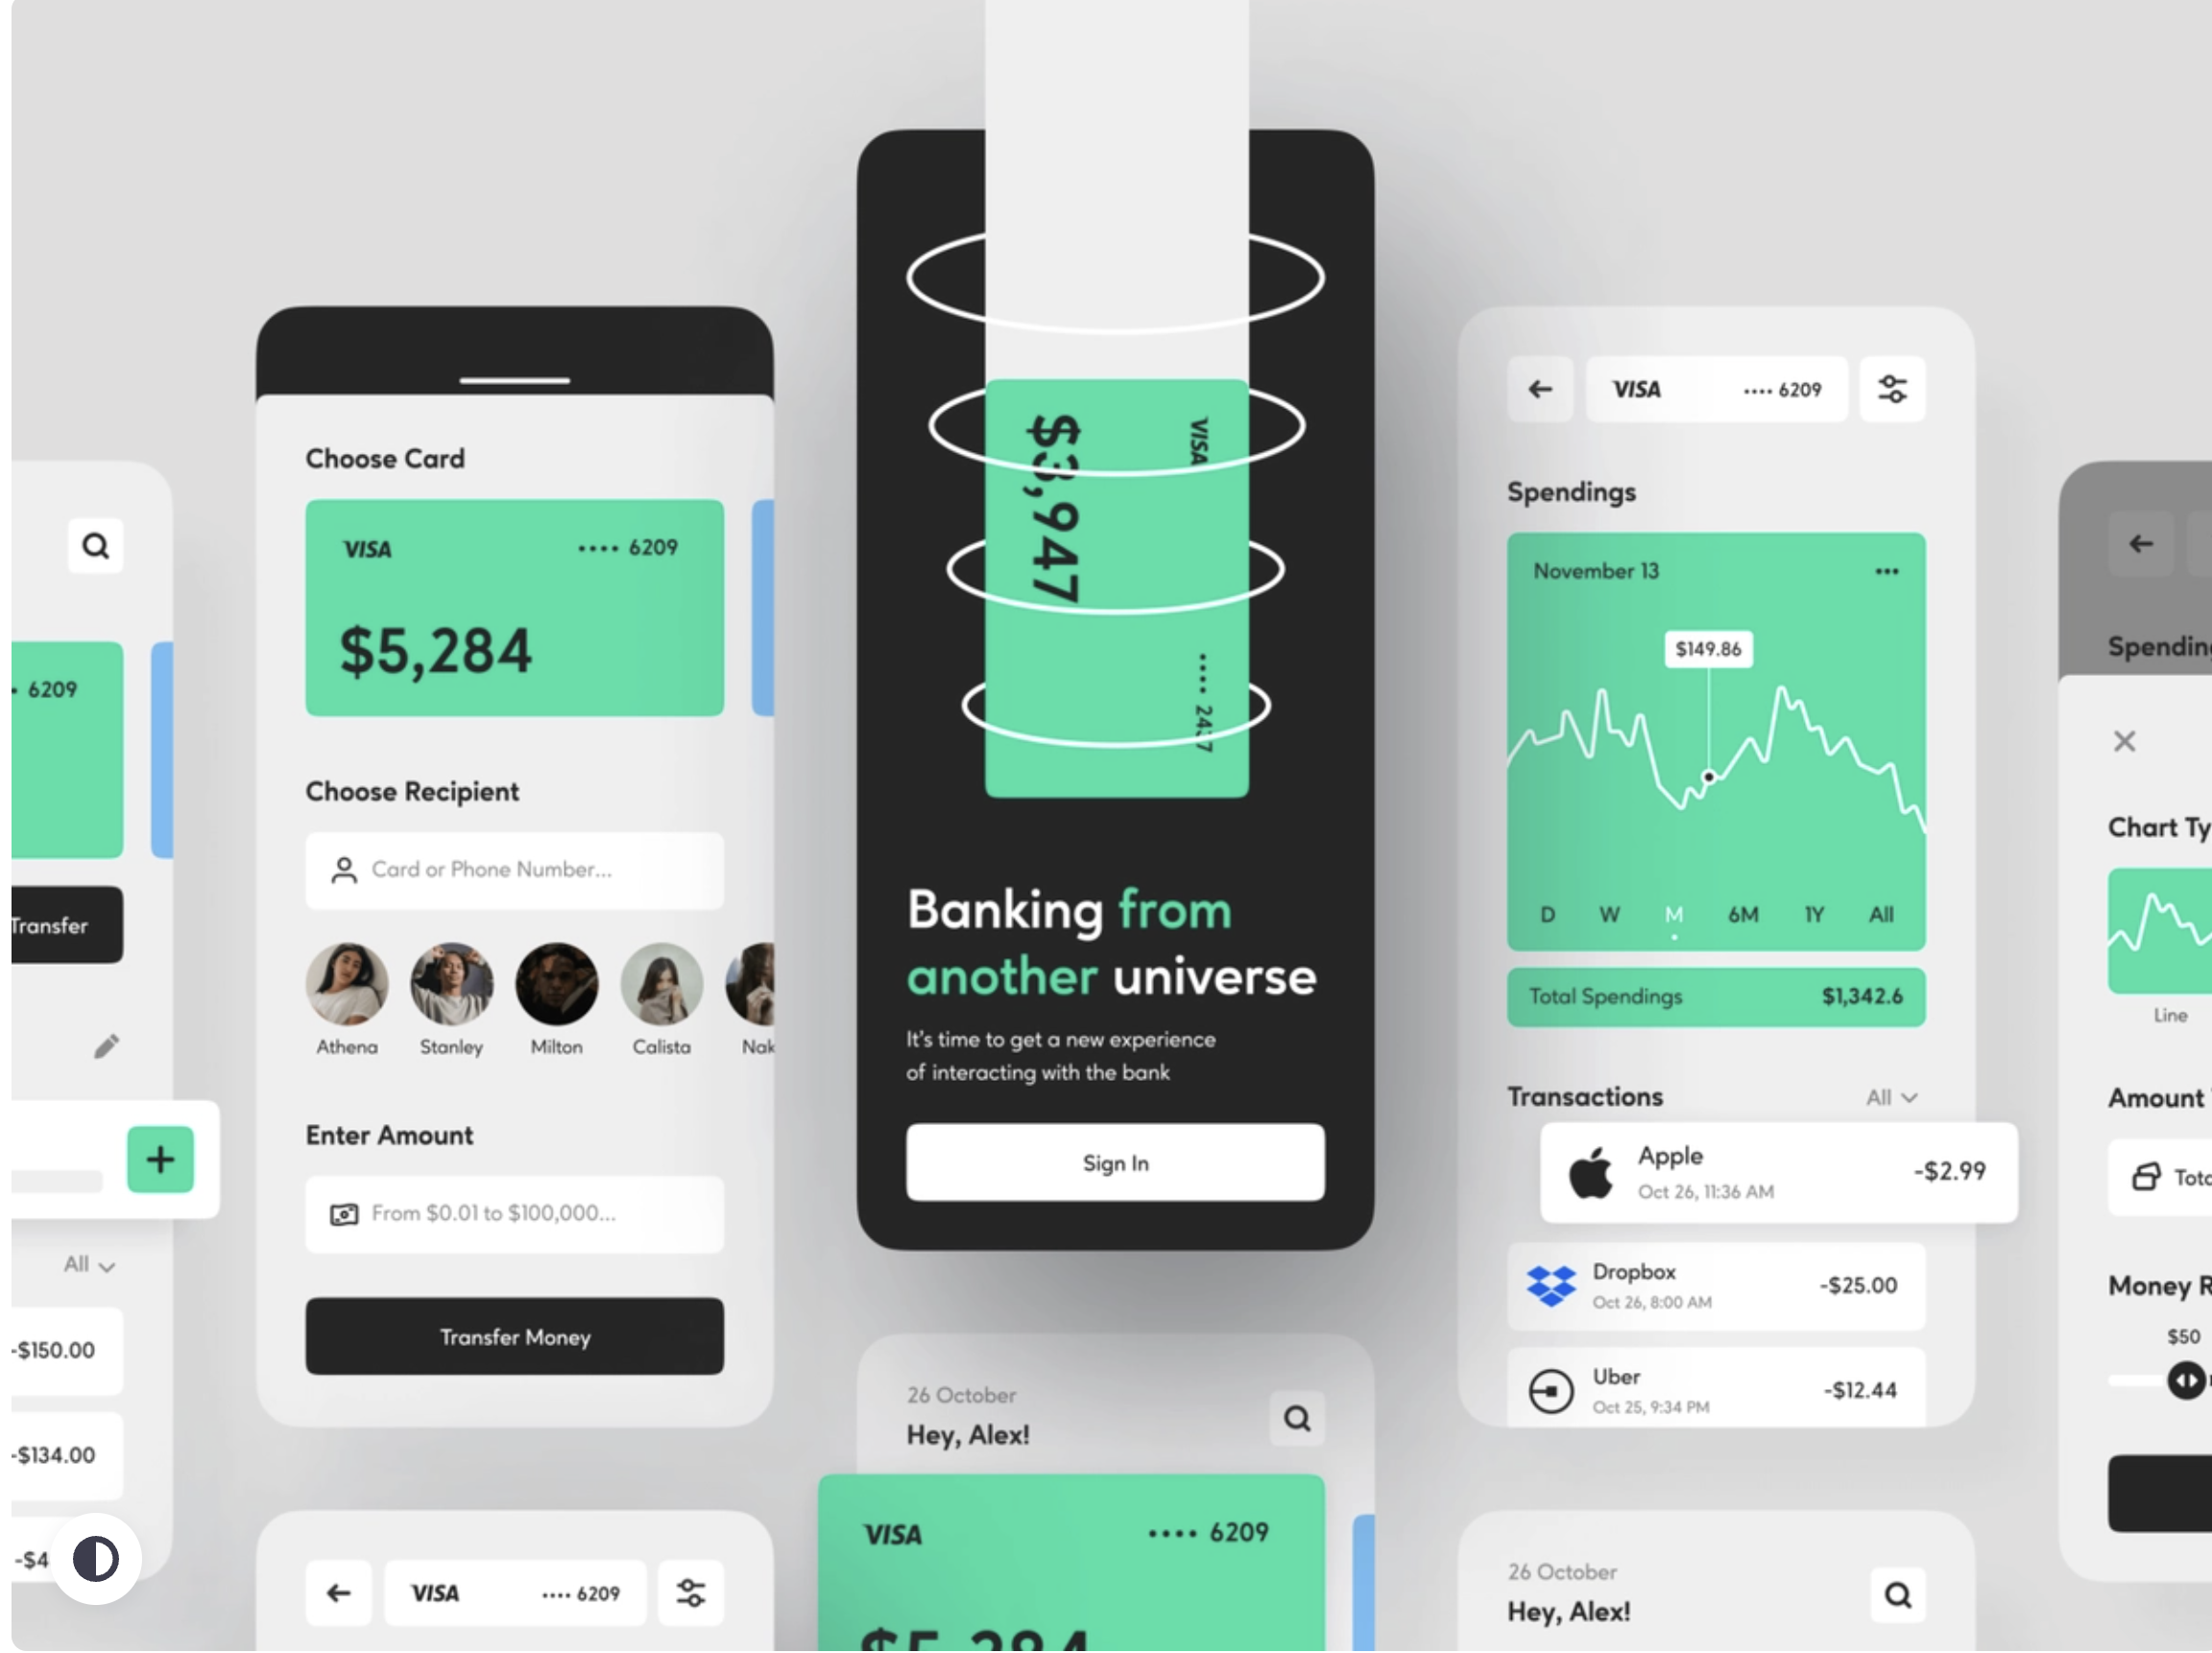 6209
Transfer
All
-$150.00
-$134.00
-$4
Choose Card
VISA
•••• 6209
$5,284
Choose Recipient
Card or Phone Number...
Athena
Stanley
Milton
Calista
Nak
Enter Amount
From $0.01 to $100,000...
Transfer Money
VISA
•••• 6209
VISA
$3,947
•••• 2437
Banking from
another universe
It's time to get a new experience
of interacting with the bank
Sign In
26 October
Hey, Alex!
VISA
•••• 6209
$5,284
VISA
•••• 6209
Spendings
November 13
•••
$149.86
D W M 6M 1Y All
Total Spendings
$1,342.6
Transactions
All
Apple
Oct 26, 11:36 AM
-$2.99
Dropbox
Oct 26, 8:00 AM
-$25.00
Uber
Oct 25, 9:34 PM
-$12.44
26 October
Hey, Alex!
Spending
Chart Ty
Line
Amount
Tota
Money R
$50